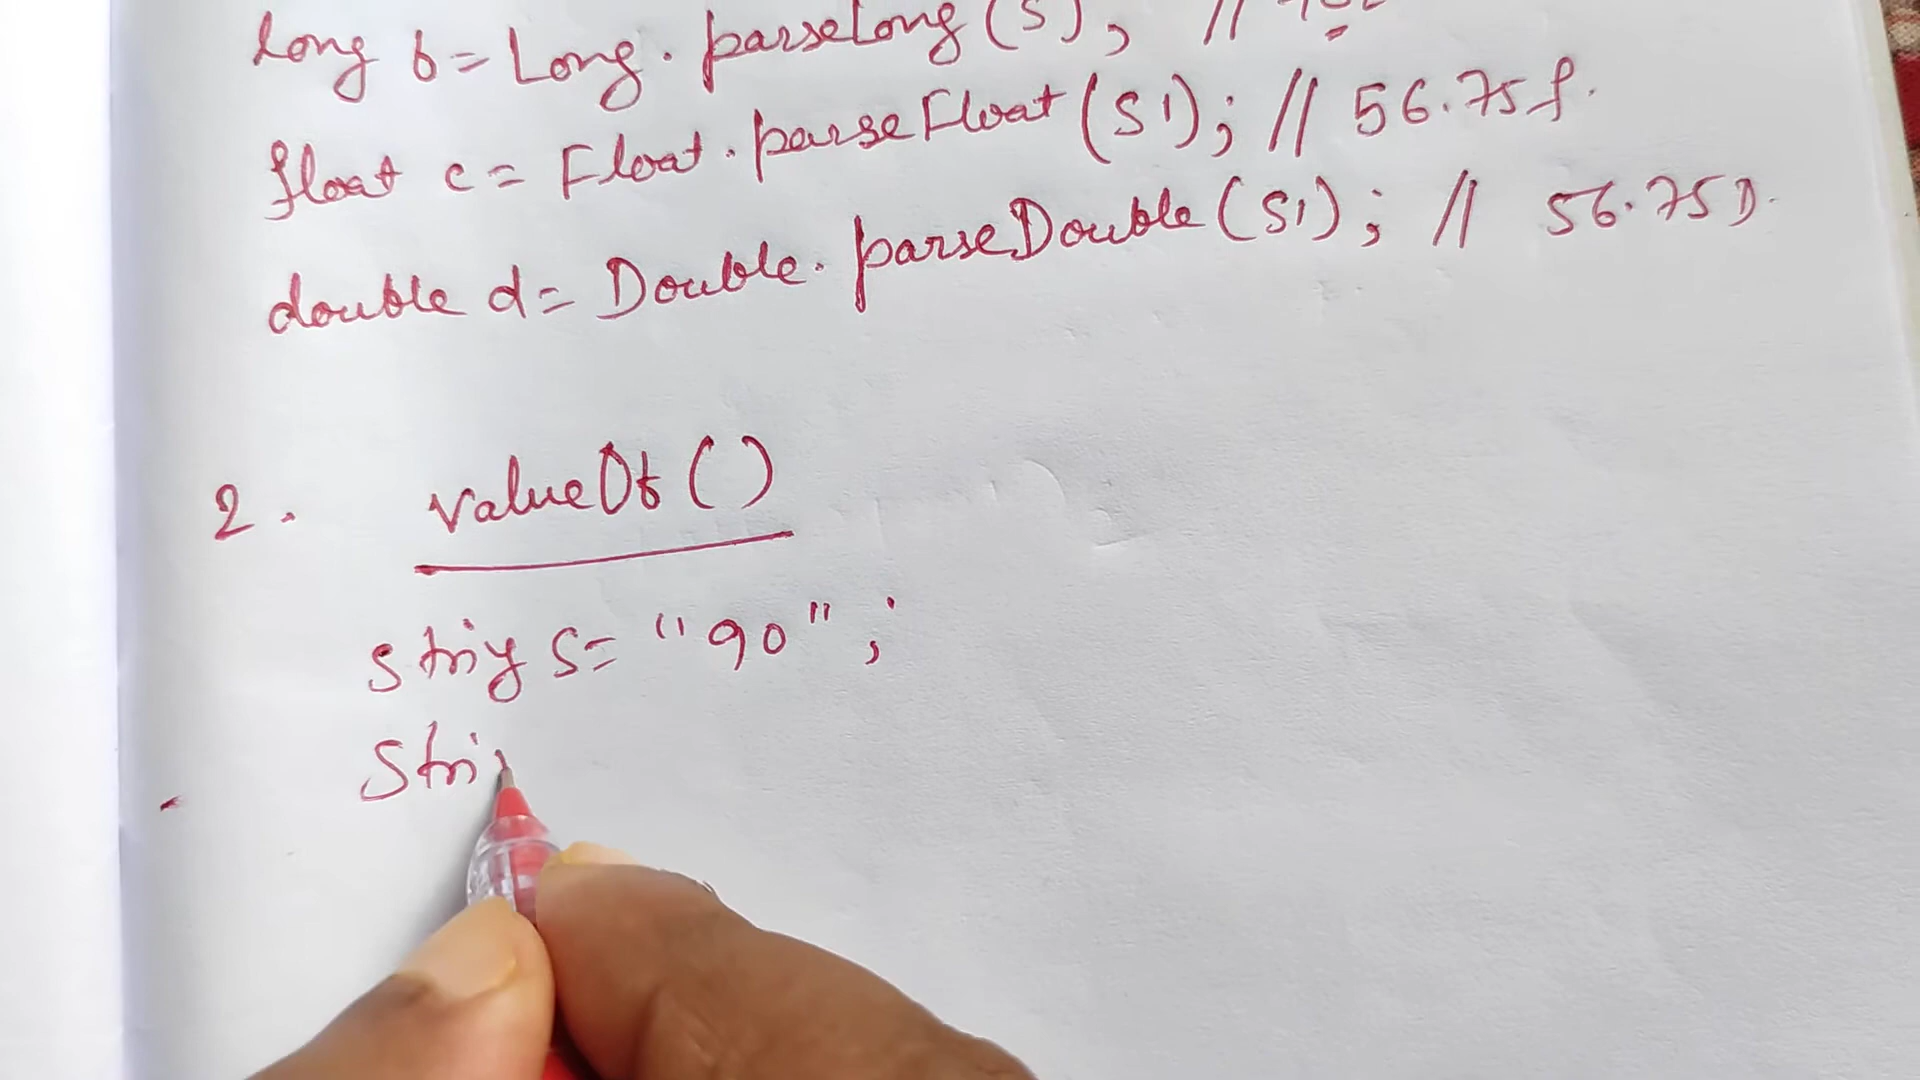 long b = Long.parseLong(S); //
float c = Float.parseFloat(S1); // 56.75f.
double d = Double.parseDouble(S1); // 56.75D.
2. valueOf()
String S = "90";
Stri